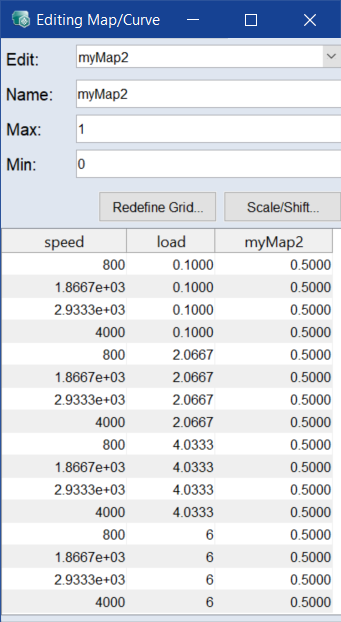 Editing Map/Curve
Edit: myMap2
Name: myMap2
Max: 1
Min: 0
Redefine Grid... Scale/Shift...
speed load myMap2
800 0.1000 0.5000
1.8667e+03 0.1000 0.5000
2.9333e+03 0.1000 0.5000
4000 0.1000 0.5000
800 2.0667 0.5000
1.8667e+03 2.0667 0.5000
2.9333e+03 2.0667 0.5000
4000 2.0667 0.5000
800 4.0333 0.5000
1.8667e+03 4.0333 0.5000
2.9333e+03 4.0333 0.5000
4000 4.0333 0.5000
800 6 0.5000
1.8667e+03 6 0.5000
2.9333e+03 6 0.5000
4000 6 0.5000